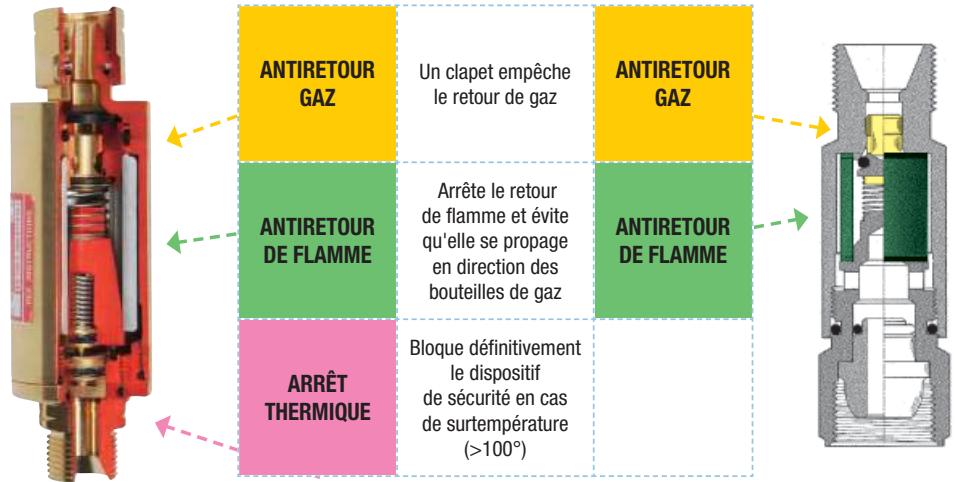 ANTIRETOUR
GAZ
Un clapet empêche
le retour de gaz
ANTIRETOUR
GAZ
ANTIRETOUR
DE FLAMME
Arrête le retour
de flamme et évite
qu'elle se propage
en direction des
bouteilles de gaz
ANTIRETOUR
DE FLAMME
ARRÊT
THERMIQUE
Bloque définitivement
le dispositif
de sécurité en cas
de surtempérature
(>100°)